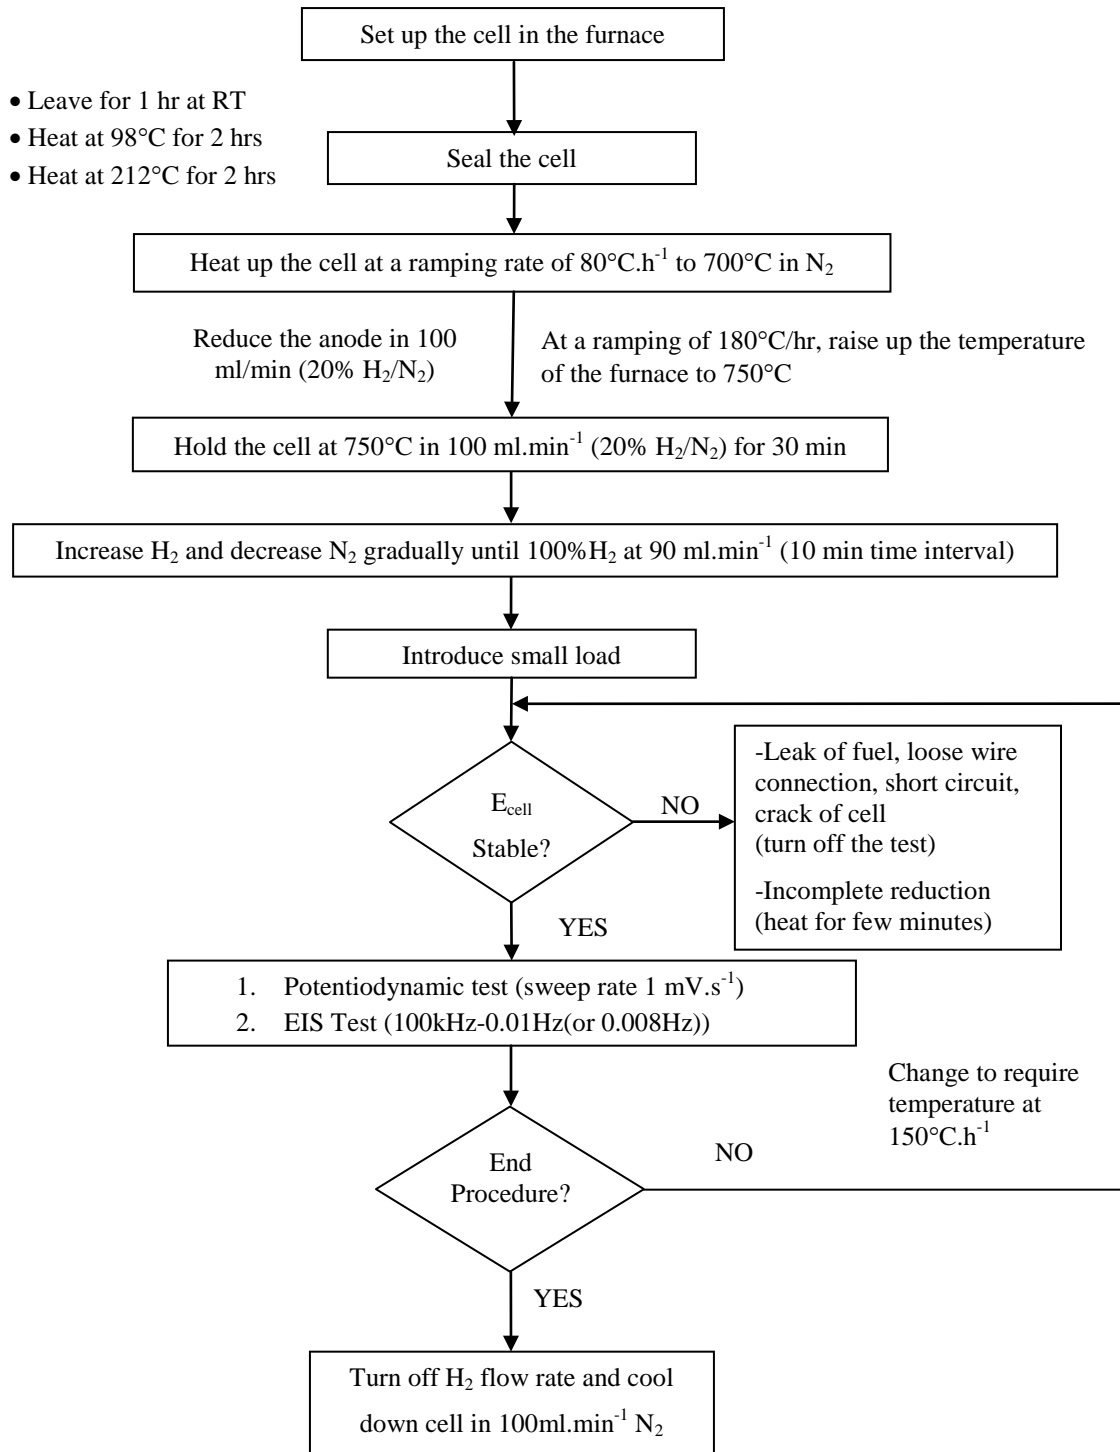 Set up the cell in the furnace
• Leave for 1 hr at RT
• Heat at 98°C for 2 hrs
• Heat at 212°C for 2 hrs
Seal the cell
Heat up the cell at a ramping rate of 80°C.h⁻¹ to 700°C in N₂
Reduce the anode in 100
ml/min (20% H₂/N₂)
At a ramping of 180°C/hr, raise up the temperature
of the furnace to 750°C
Hold the cell at 750°C in 100 ml.min⁻¹ (20% H₂/N₂) for 30 min
Increase H₂ and decrease N₂ gradually until 100%H₂ at 90 ml.min⁻¹ (10 min time interval)
Introduce small load
E_cell
Stable?
NO
-Leak of fuel, loose wire
connection, short circuit,
crack of cell
(turn off the test)
-Incomplete reduction
(heat for few minutes)
YES
1. Potentiodynamic test (sweep rate 1 mV.s⁻¹)
2. EIS Test (100kHz-0.01Hz(or 0.008Hz))
Change to require
temperature at
150°C.h⁻¹
End
Procedure?
NO
YES
Turn off H₂ flow rate and cool
down cell in 100ml.min⁻¹ N₂